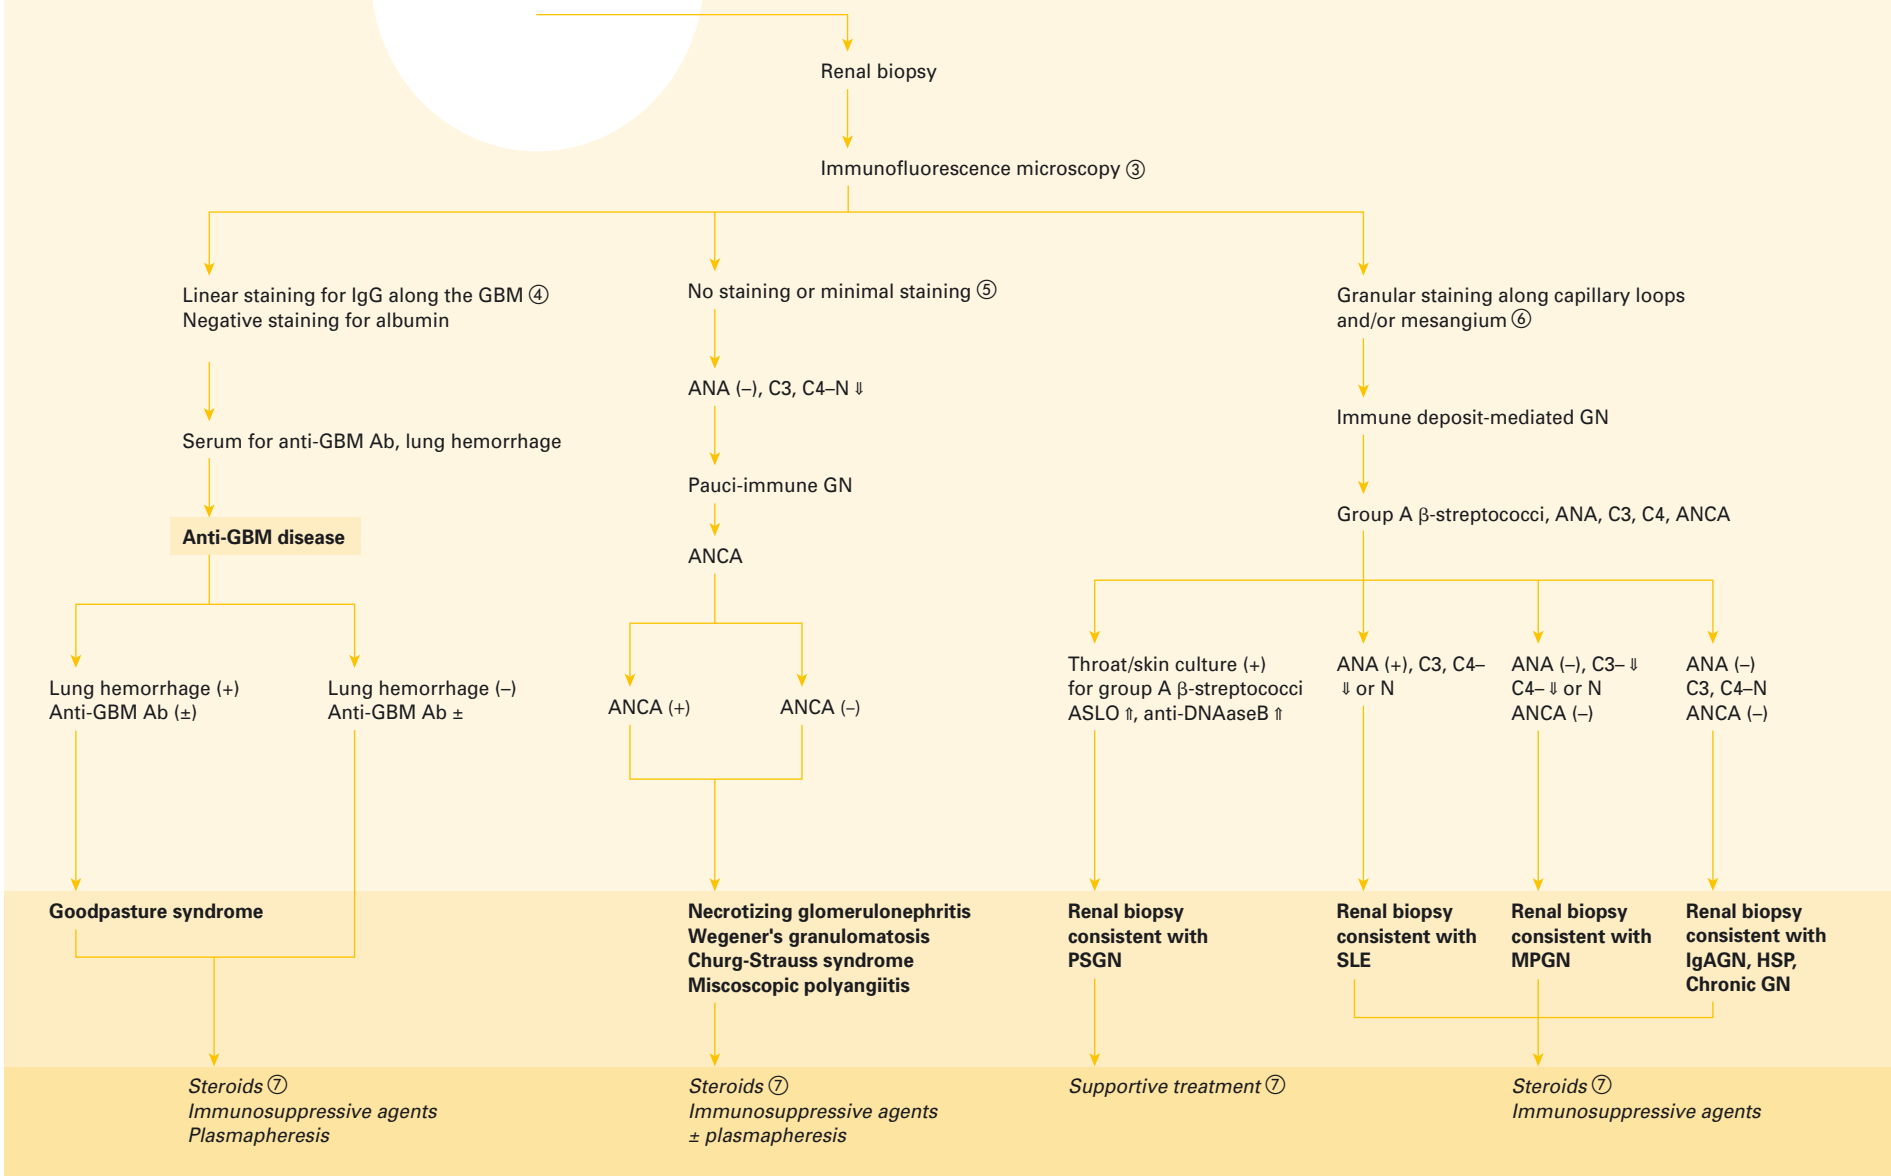 Renal biopsy
Immunofluorescence microscopy ③
Linear staining for IgG along the GBM ④
Negative staining for albumin
Serum for anti-GBM Ab, lung hemorrhage
Anti-GBM disease
Lung hemorrhage (+)
Anti-GBM Ab (±)
Lung hemorrhage (–)
Anti-GBM Ab ±
Goodpasture syndrome
Steroids ⑦
Immunosuppressive agents
Plasmapheresis
No staining or minimal staining ⑤
ANA (–), C3, C4–N ⇓
Pauci-immune GN
ANCA
ANCA (+)
ANCA (–)
Necrotizing glomerulonephritis
Wegener's granulomatosis
Churg-Strauss syndrome
Miscoscopic polyangiitis
Steroids ⑦
Immunosuppressive agents
± plasmapheresis
Granular staining along capillary loops
and/or mesangium ⑥
Immune deposit-mediated GN
Group A β-streptococci, ANA, C3, C4, ANCA
Throat/skin culture (+)
for group A β-streptococci
ASLO ⇑, anti-DNAaseB ⇑
Renal biopsy
consistent with
PSGN
Supportive treatment ⑦
ANA (+), C3, C4–
⇓ or N
Renal biopsy
consistent with
SLE
ANA (–), C3– ⇓
C4– ⇓ or N
ANCA (–)
Renal biopsy
consistent with
MPGN
ANA (–)
C3, C4–N
ANCA (–)
Renal biopsy
consistent with
IgAGN, HSP,
Chronic GN
Steroids ⑦
Immunosuppressive agents